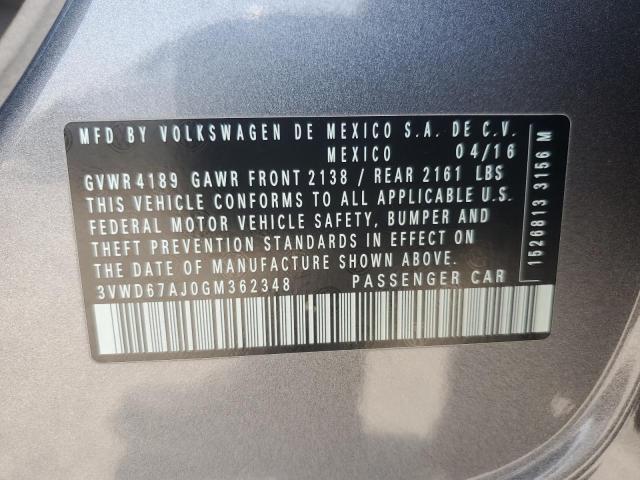 MFD BY VOLKSWAGEN DE MEXICO S.A. DE C.V.
MEXICO 04/16
GVWR 4189 GAWR FRONT 2138 / REAR 2161 LBS
THIS VEHICLE CONFORMS TO ALL APPLICABLE U.S.
FEDERAL MOTOR VEHICLE SAFETY, BUMPER AND
THEFT PREVENTION STANDARDS IN EFFECT ON
THE DATE OF MANUFACTURE SHOWN ABOVE.
3VWD67AJ0GM362348 PASSENGER CAR
1526813 3156 M